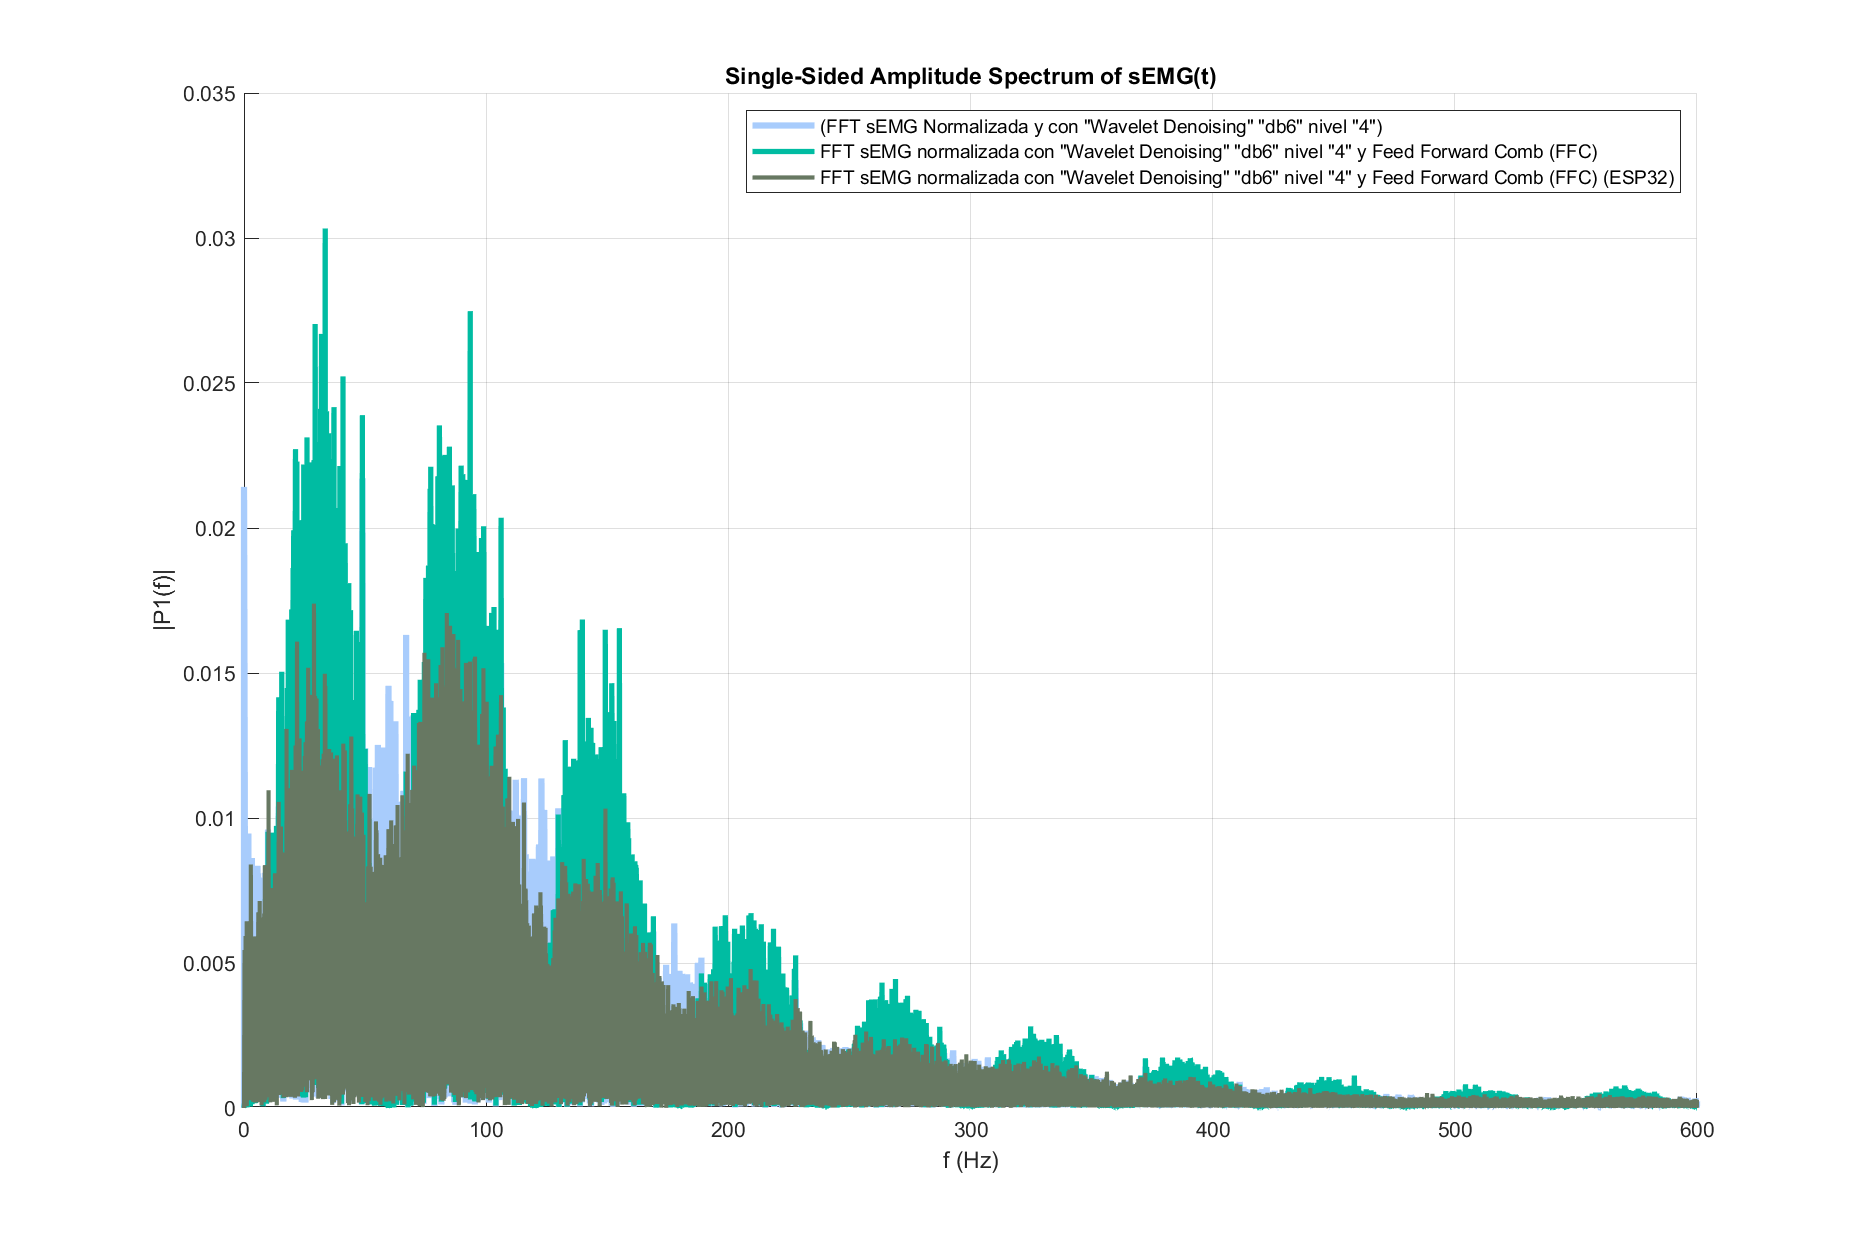 Single-Sided Amplitude Spectrum of sEMG(t)
(FFT sEMG Normalizada y con "Wavelet Denoising" "db6" nivel "4")
FFT sEMG normalizada con "Wavelet Denoising" "db6" nivel "4" y Feed Forward Comb (FFC)
FFT sEMG normalizada con "Wavelet Denoising" "db6" nivel "4" y Feed Forward Comb (FFC) (ESP32)
|P1(f)|
0.035
0.03
0.025
0.02
0.015
0.01
0.005
0
0 100 200 300 400 500 600
f (Hz)